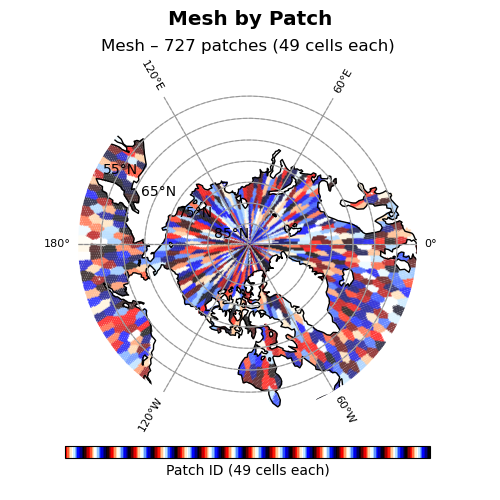 Mesh by Patch
Mesh – 727 patches (49 cells each)
120°E
60°E
55°N
65°N
75°N
85°N
180°
0°
120°W
60°W
Patch ID (49 cells each)